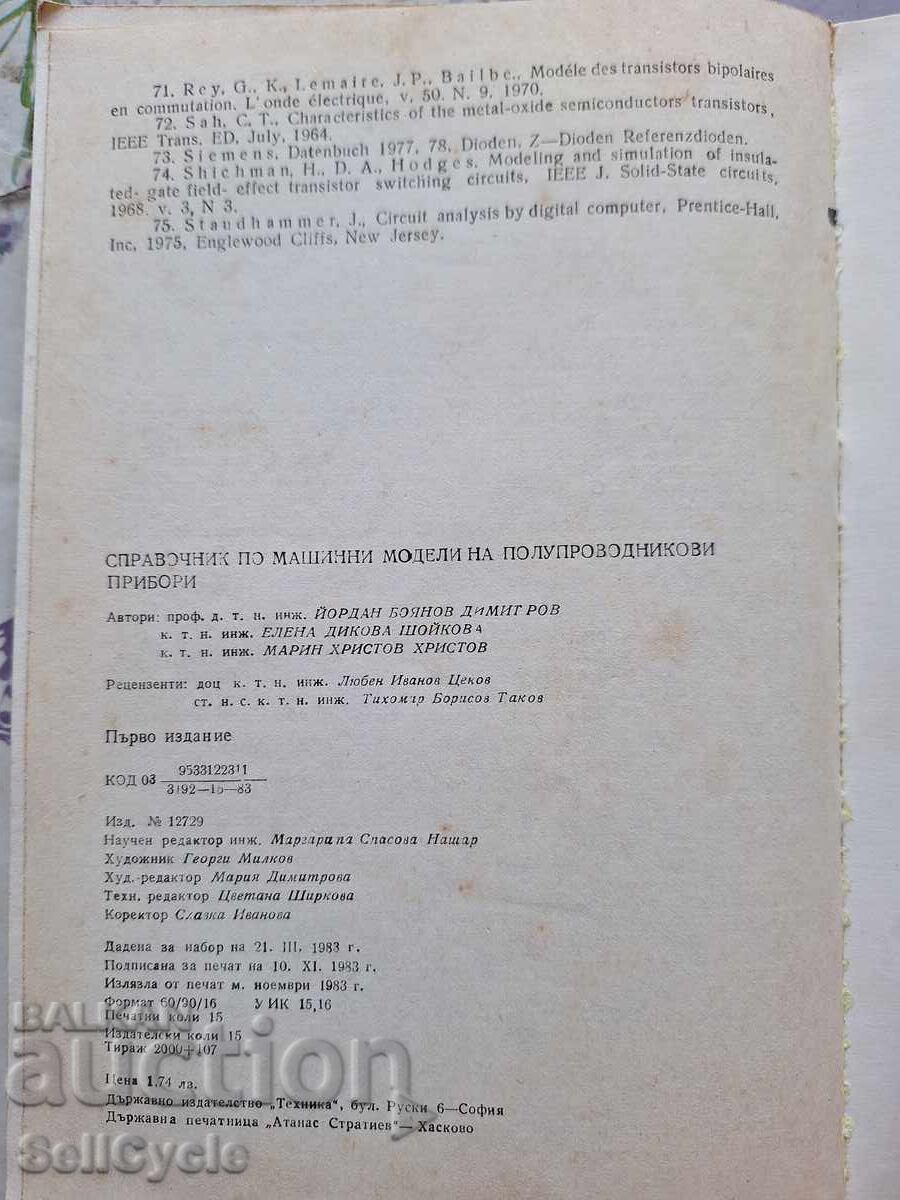 71. Rey, G., K., Lemaire, J. P., Bailbe., Modéle des transistors bipolaires
en commutation. L'onde électrique, v. 50. N. 9, 1970.
72. Sah, C. T., Characteristics of the metal-oxide semiconductors transistors,
IEEE Trans. ED, July, 1964.
73. Siemens, Datenbuch 1977, 78, Dioden, Z—Dioden Referenzdioden.
74. Shichman, H., D. A., Hodges, Modeling and simulation of insula-
ted- gate field- effect transistor switching circuits, IEEE J. Solid-State circuits,
1968. v. 3, N 3.
75. Staudhammer, J., Circuit analysis by digital computer, Prentice-Hall,
Inc, 1975, Englewood Cliffs, New Jersey.
СПРАВОЧНИК ПО МАШИННИ МОДЕЛИ НА ПОЛУПРОВОДНИКОВИ
ПРИБОРИ
Автори: проф. д. т. н. инж. ЙОРДАН БОЯНОВ ДИМИТРОВ
к. т. н. инж. ЕЛЕНА ДИКОВА ШОЙКОВА
к. т. н. инж. МАРИН ХРИСТОВ ХРИСТОВ
Рецензенти: доц к. т. н. инж. Любен Иванов Цеков
ст. н. с. к. т. н. инж. Тихомир Борисов Таков
Първо издание
КОД 03 9533122311
3192—15—83
Изд. № 12729
Научен редактор инж. Маргарита Спасова Нашар
Художник Георги Милков
Худ.-редактор Мария Димитрова
Техн. редактор Цветана Ширкова
Коректор Славка Иванова
Дадена за набор на 21. III. 1983 г.
Подписана за печат на 10. XI. 1983 г.
Излязла от печат м. ноември 1983 г.
Формат 60/90/16 УИК 15,16
Печатни коли 15
Издателски коли 15
Тираж 2000+107
Цена 1,74 лв.
Държавно издателство „Техника“, бул. Руски 6—София
Държавна печатница „Атанас Стратиев“—Хасково
BALKAN
auction
SellCycle